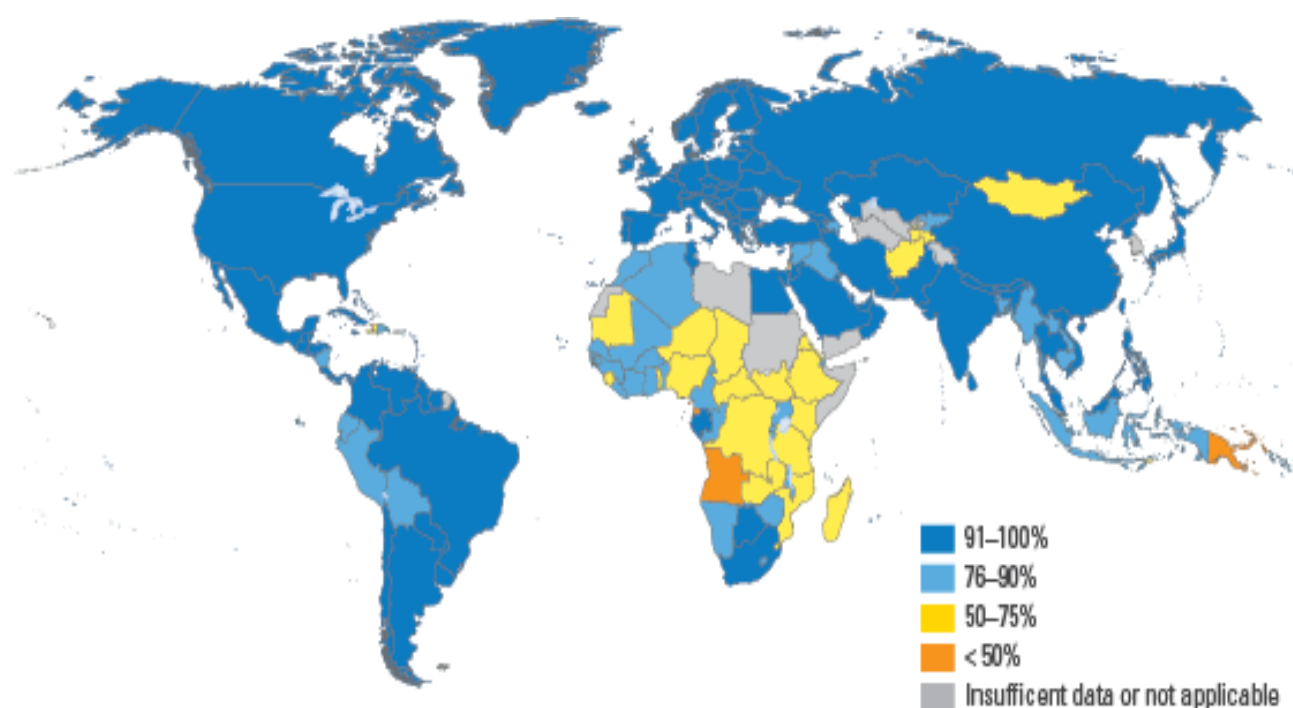 91–100%
76–90%
50–75%
< 50%
Insufficent data or not applicable